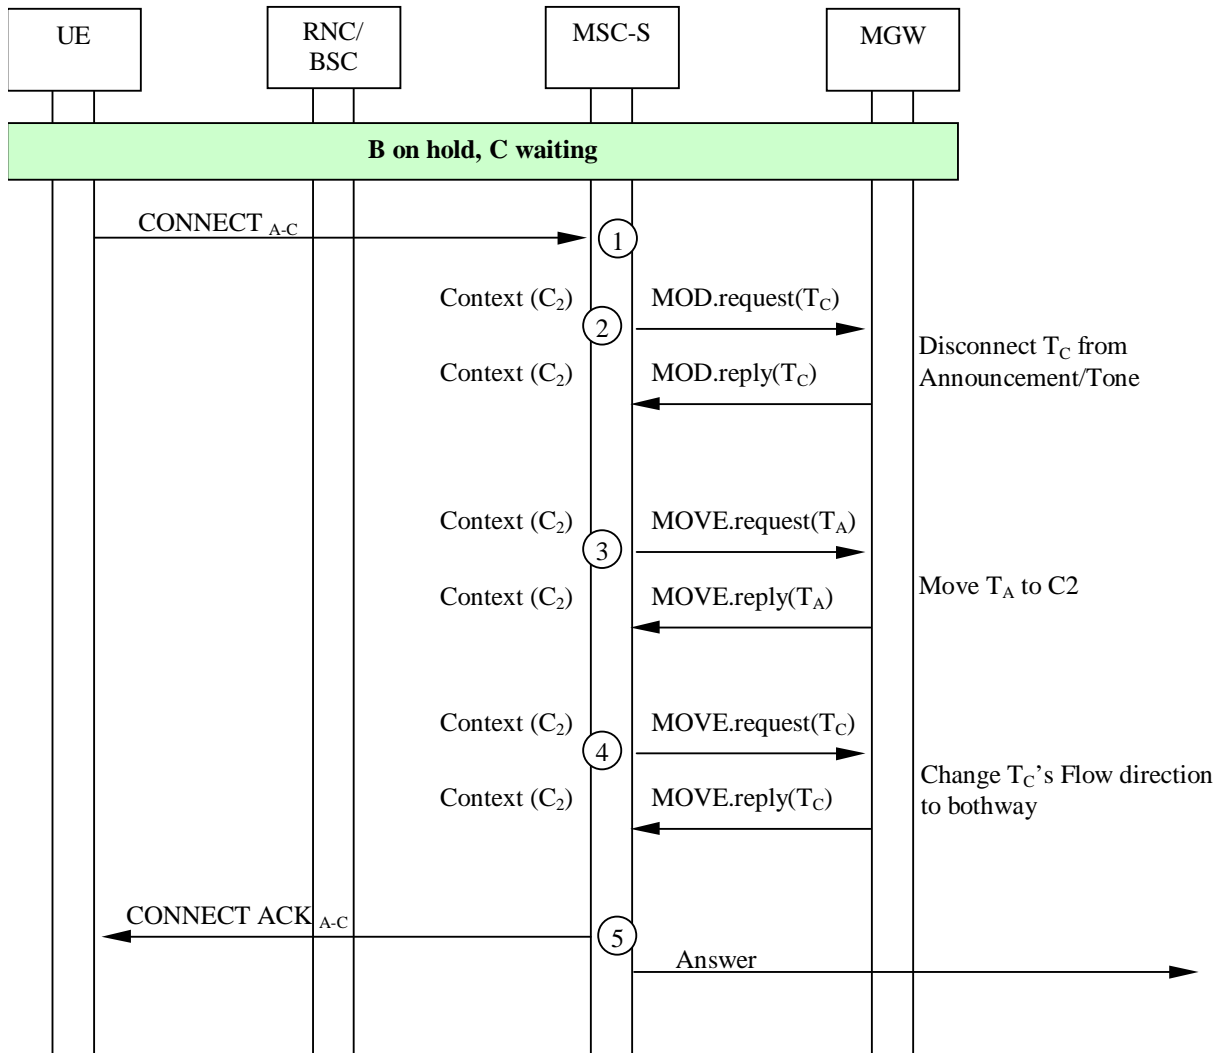 UE
RNC/
BSC
MSC-S
MGW
B on hold, C waiting
CONNECT A-C
1
Context (C2)
MOD.request(TC)
2
Disconnect TC from
Announcement/Tone
Context (C2)
MOD.reply(TC)
Context (C2)
MOVE.request(TA)
3
Move TA to C2
Context (C2)
MOVE.reply(TA)
Context (C2)
MOVE.request(TC)
4
Change TC’s Flow direction
to bothway
Context (C2)
MOVE.reply(TC)
CONNECT ACK A-C
5
Answer